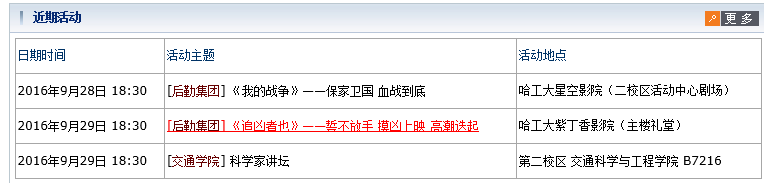 近期活动
更多
日期时间 活动主题 活动地点
2016年9月28日 18:30 [后勤集团] 《我的战争》——保家卫国 血战到底 哈工大星空影院（二校区活动中心剧场）
2016年9月29日 18:30 [后勤集团] 《追凶者也》——誓不放手 摸凶上映 高潮迭起 哈工大紫丁香影院（主楼礼堂）
2016年9月29日 18:30 [交通学院] 科学家讲坛 第二校区 交通科学与工程学院 B7216